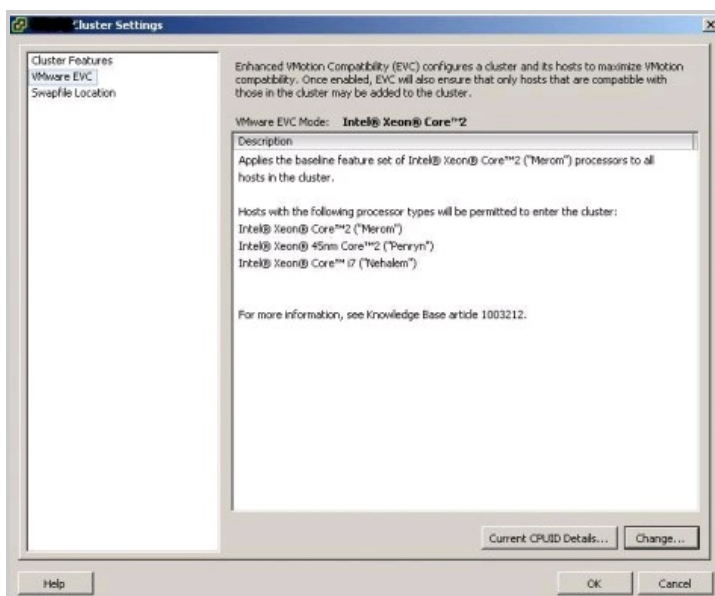 Cluster Settings
Cluster Features
VMware EVC
Swapfile Location
Enhanced VMotion Compatibility (EVC) configures a cluster and its hosts to maximize VMotion
compatibility. Once enabled, EVC will also ensure that only hosts that are compatible with
those in the cluster may be added to the cluster.
VMware EVC Mode: Intel® Xeon® Core™2
Description
Applies the baseline feature set of Intel® Xeon® Core™2 ("Merom") processors to all
hosts in the cluster.
Hosts with the following processor types will be permitted to enter the cluster:
Intel® Xeon® Core™2 ("Merom")
Intel® Xeon® 45nm Core™2 ("Penryn")
Intel® Xeon® Core™ i7 ("Nehalem")
For more information, see Knowledge Base article 1003212.
Current CPUID Details... Change...
Help OK Cancel